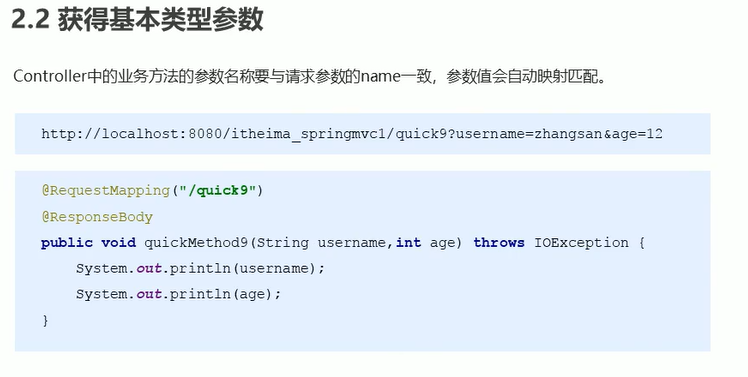 2.2 获得基本类型参数
Controller中的业务方法的参数名称要与请求参数的name一致，参数值会自动映射匹配。
http://localhost:8080/itheima_springmvc1/quick9?username=zhangsan&age=12
@RequestMapping("/quick9")
@ResponseBody
public void quickMethod9(String username,int age) throws IOException {
    System.out.println(username);
    System.out.println(age);
}